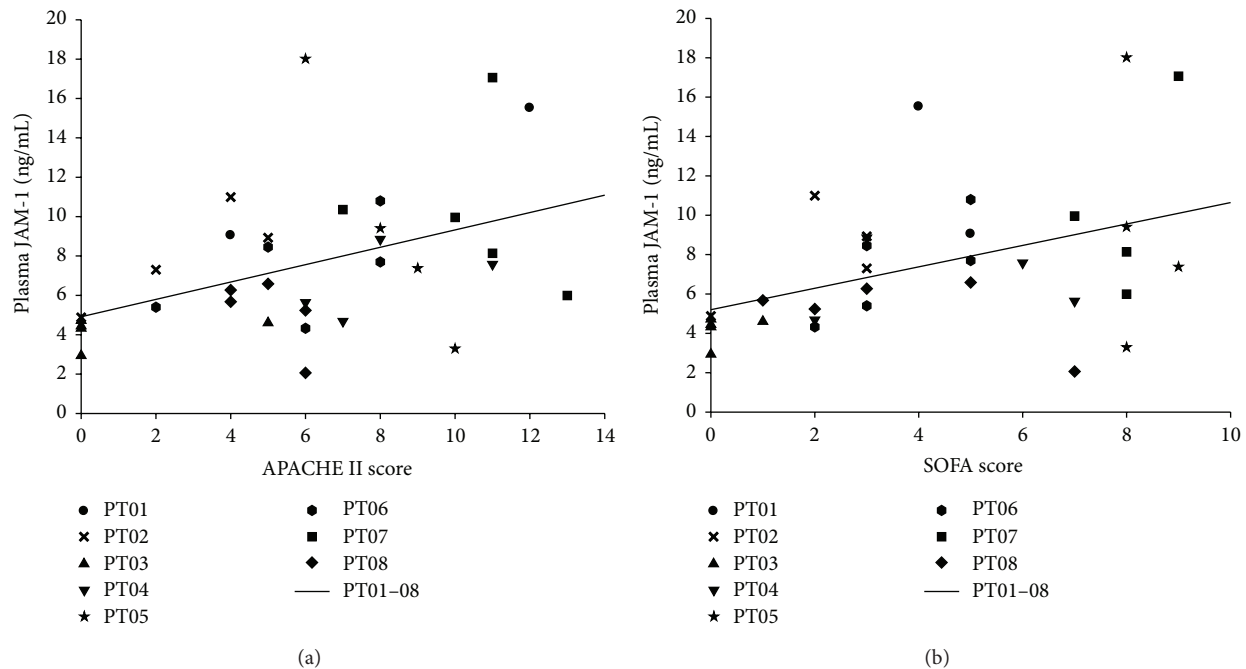 20
18
16
14
12
10
8
6
4
2
0
Plasma JAM-1 (ng/mL)
0 2 4 6 8 10 12 14
APACHE II score
PT01 PT06
PT02 PT07
PT03 PT08
PT04 PT01–08
PT05
(a)
20
18
16
14
12
10
8
6
4
2
0
Plasma JAM-1 (ng/mL)
0 2 4 6 8 10
SOFA score
PT01 PT06
PT02 PT07
PT03 PT08
PT04 PT01–08
PT05
(b)